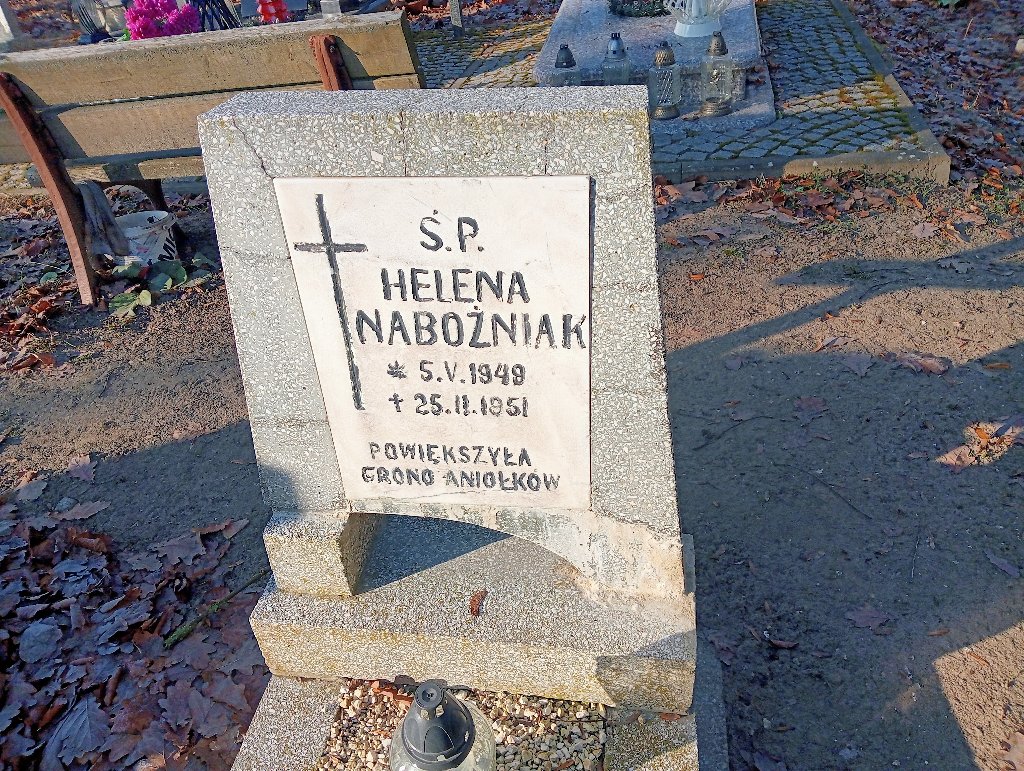 Ś.P.
HELENA
NABOŻNIAK
* 5.V.1949
✝ 25.II.1951
POWIĘKSZYŁA
GRONO ANIOŁKÓW